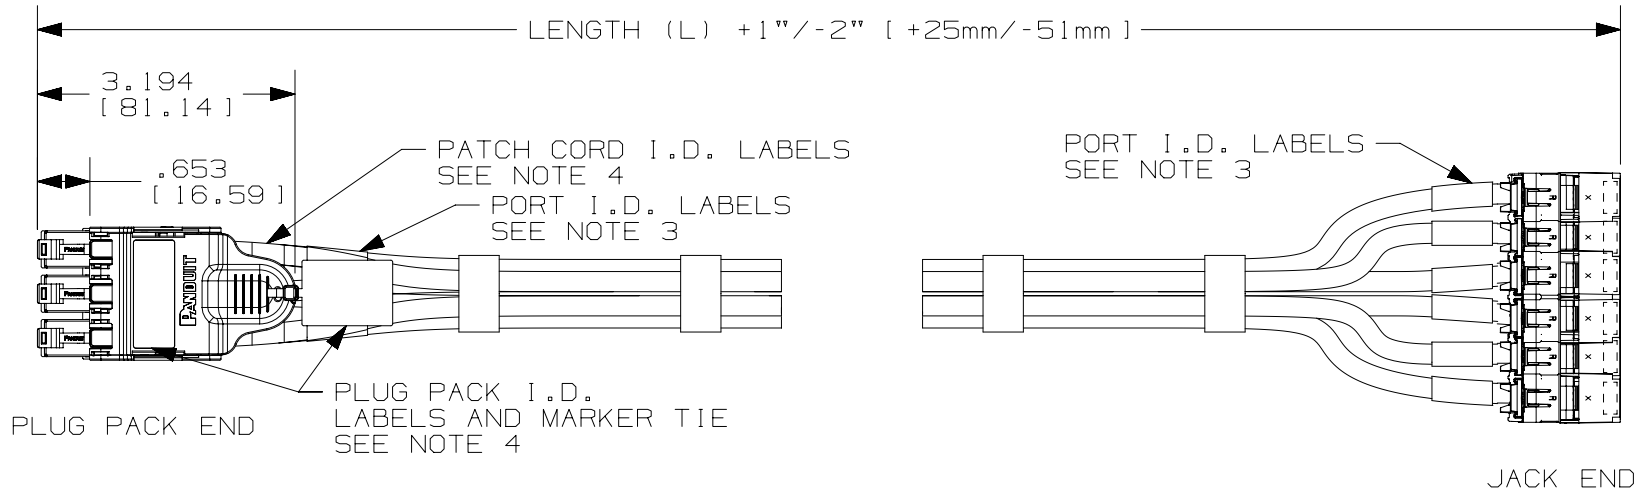 LENGTH (L) +1"/-2" [ +25mm/-51mm ]
3.194
[ 81.14 ]
.653
[ 16.59 ]
PATCH CORD I.D. LABELS
SEE NOTE 4
PORT I.D. LABELS
SEE NOTE 3
PORT I.D. LABELS
SEE NOTE 3
PANDUIT
PLUG PACK I.D.
LABELS AND MARKER TIE
SEE NOTE 4
PLUG PACK END
JACK END